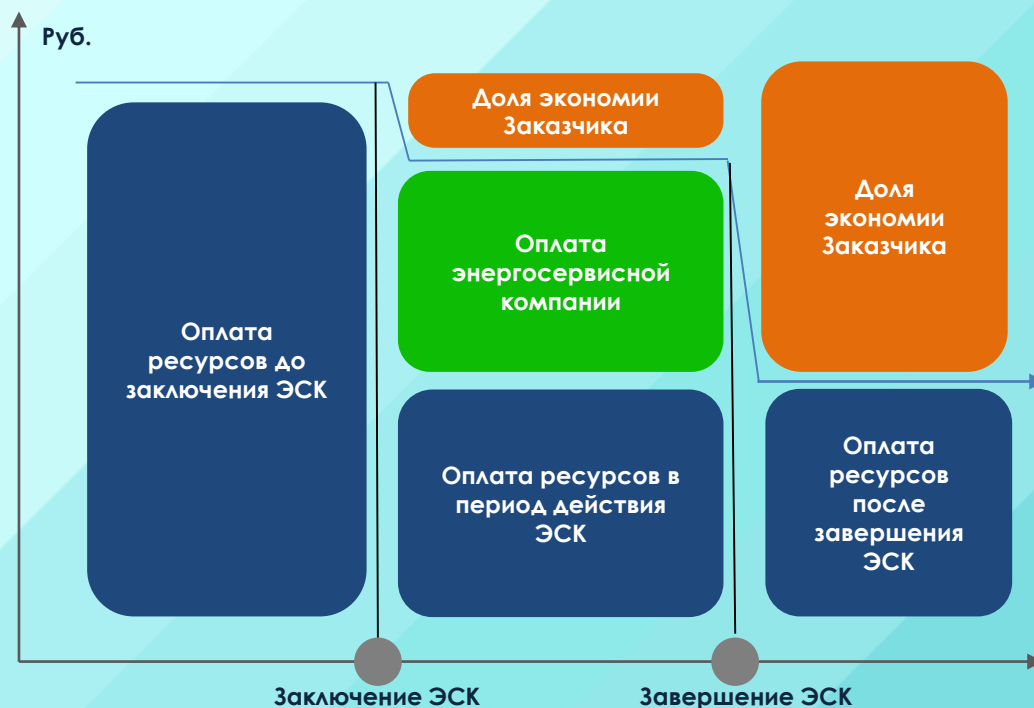 Руб.
Доля экономии
Заказчика
Доля
экономии
Заказчика
Оплата
энергосервисной
компании
Оплата
ресурсов до
заключения ЭСК
Оплата ресурсов в
период действия
ЭСК
Оплата
ресурсов
после
завершения
ЭСК
Заключение ЭСК
Завершение ЭСК